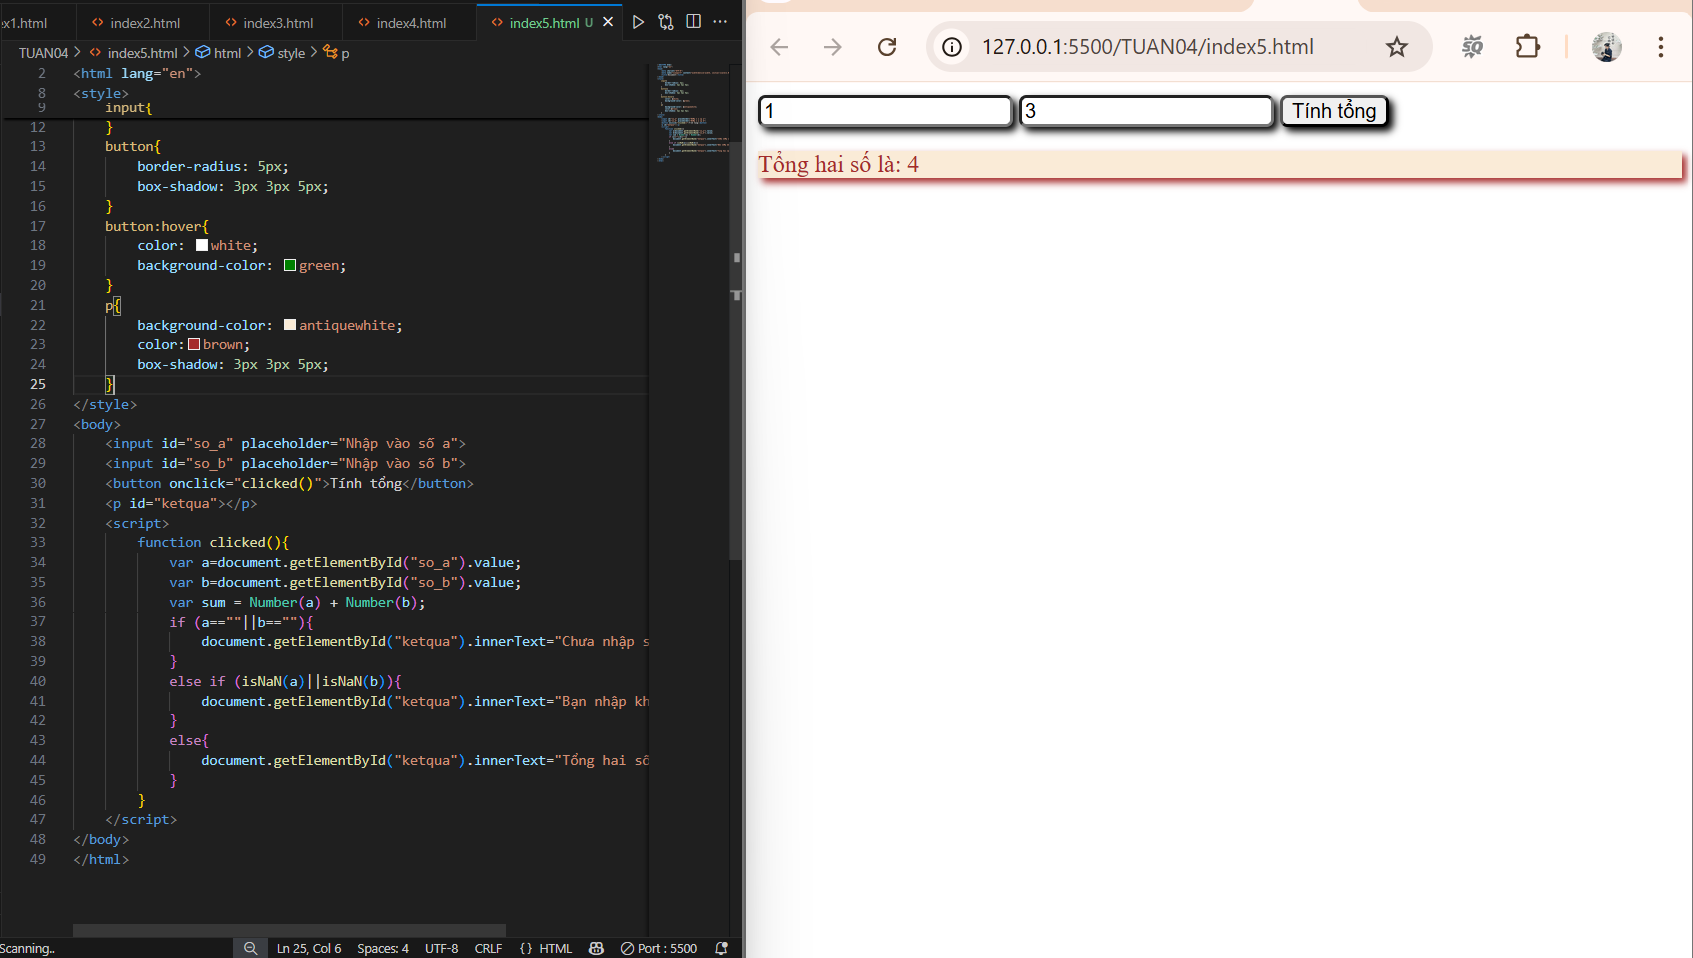 x1.html index2.html index3.html index4.html index5.html U
TUAN04 > index5.html > html > style > p
2 <html lang="en">
8 <style>
9 input{
12 }
13 button{
14 border-radius: 5px;
15 box-shadow: 3px 3px 5px;
16 }
17 button:hover{
18 color: white;
19 background-color: green;
20 }
21 p{
22 background-color: antiquewhite;
23 color:brown;
24 box-shadow: 3px 3px 5px;
25 }
26 </style>
27 <body>
28 <input id="so_a" placeholder="Nhập vào số a">
29 <input id="so_b" placeholder="Nhập vào số b">
30 <button onclick="clicked()">Tính tổng</button>
31 <p id="ketqua"></p>
32 <script>
33 function clicked(){
34 var a=document.getElementById("so_a").value;
35 var b=document.getElementById("so_b").value;
36 var sum = Number(a) + Number(b);
37 if (a==""||b==""){
38 document.getElementById("ketqua").innerText="Chưa nhập s
39 }
40 else if (isNaN(a)||isNaN(b)){
41 document.getElementById("ketqua").innerText="Bạn nhập kh
42 }
43 else{
44 document.getElementById("ketqua").innerText="Tổng hai số
45 }
46 }
47 </script>
48 </body>
49 </html>
Scanning.. Ln 25, Col 6 Spaces: 4 UTF-8 CRLF {} HTML Port : 5500
127.0.0.1:5500/TUAN04/index5.html
1 3 Tính tổng
Tổng hai số là: 4